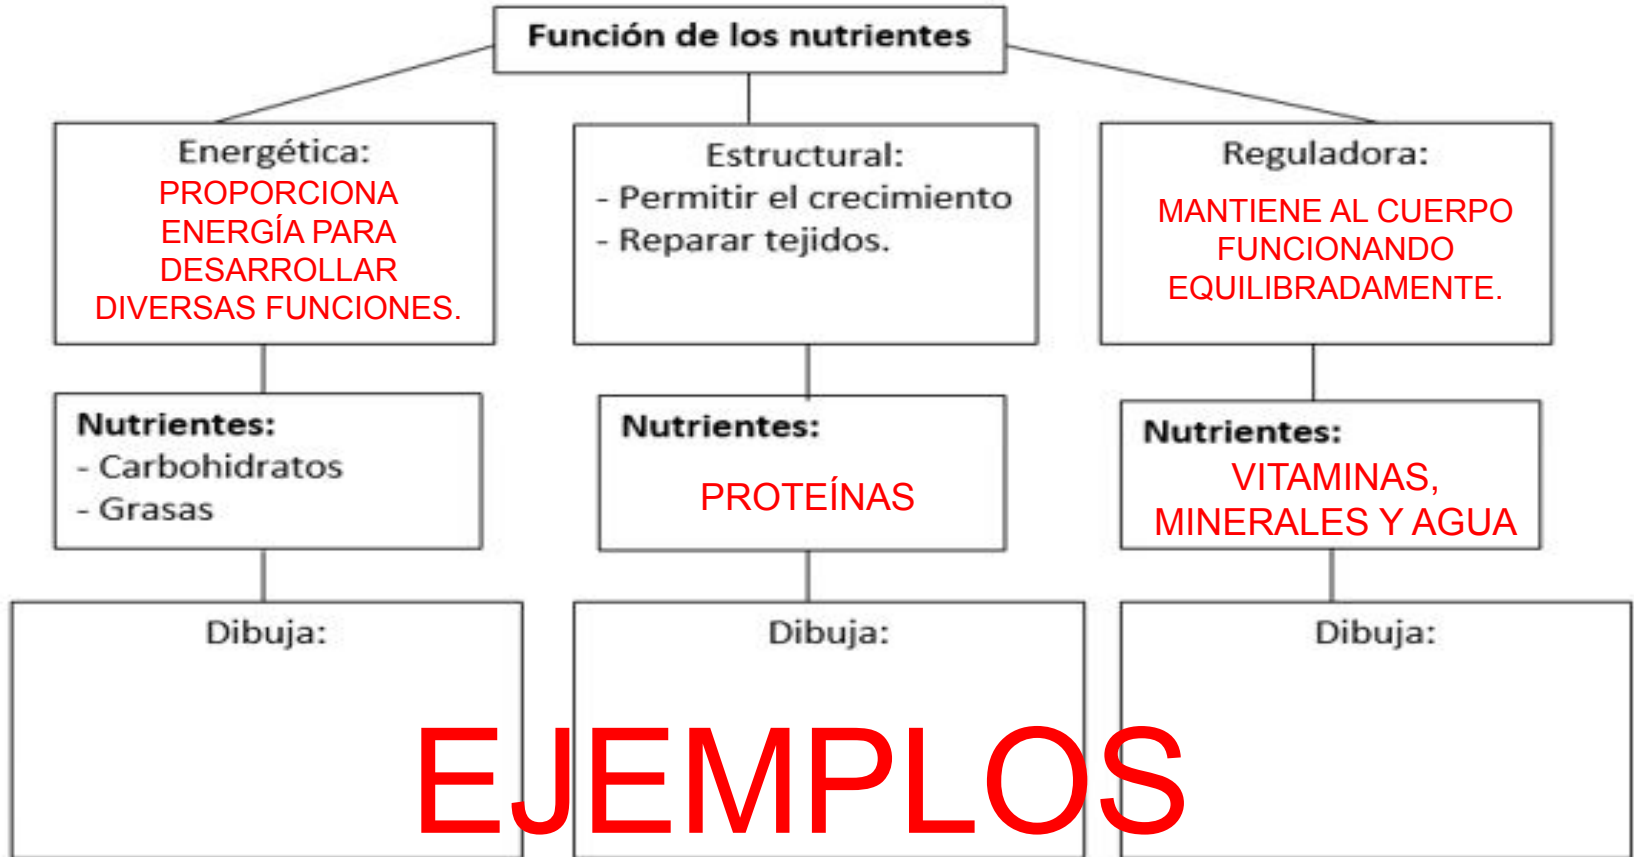 Función de los nutrientes
Energética:
PROPORCIONA
ENERGÍA PARA
DESARROLLAR
DIVERSAS FUNCIONES.
Estructural:
- Permitir el crecimiento
- Reparar tejidos.
Reguladora:
MANTIENE AL CUERPO
FUNCIONANDO
EQUILIBRADAMENTE.
Nutrientes:
- Carbohidratos
- Grasas
Nutrientes:
PROTEÍNAS
Nutrientes:
VITAMINAS,
MINERALES Y AGUA
Dibuja:
Dibuja:
Dibuja:
EJEMPLOS